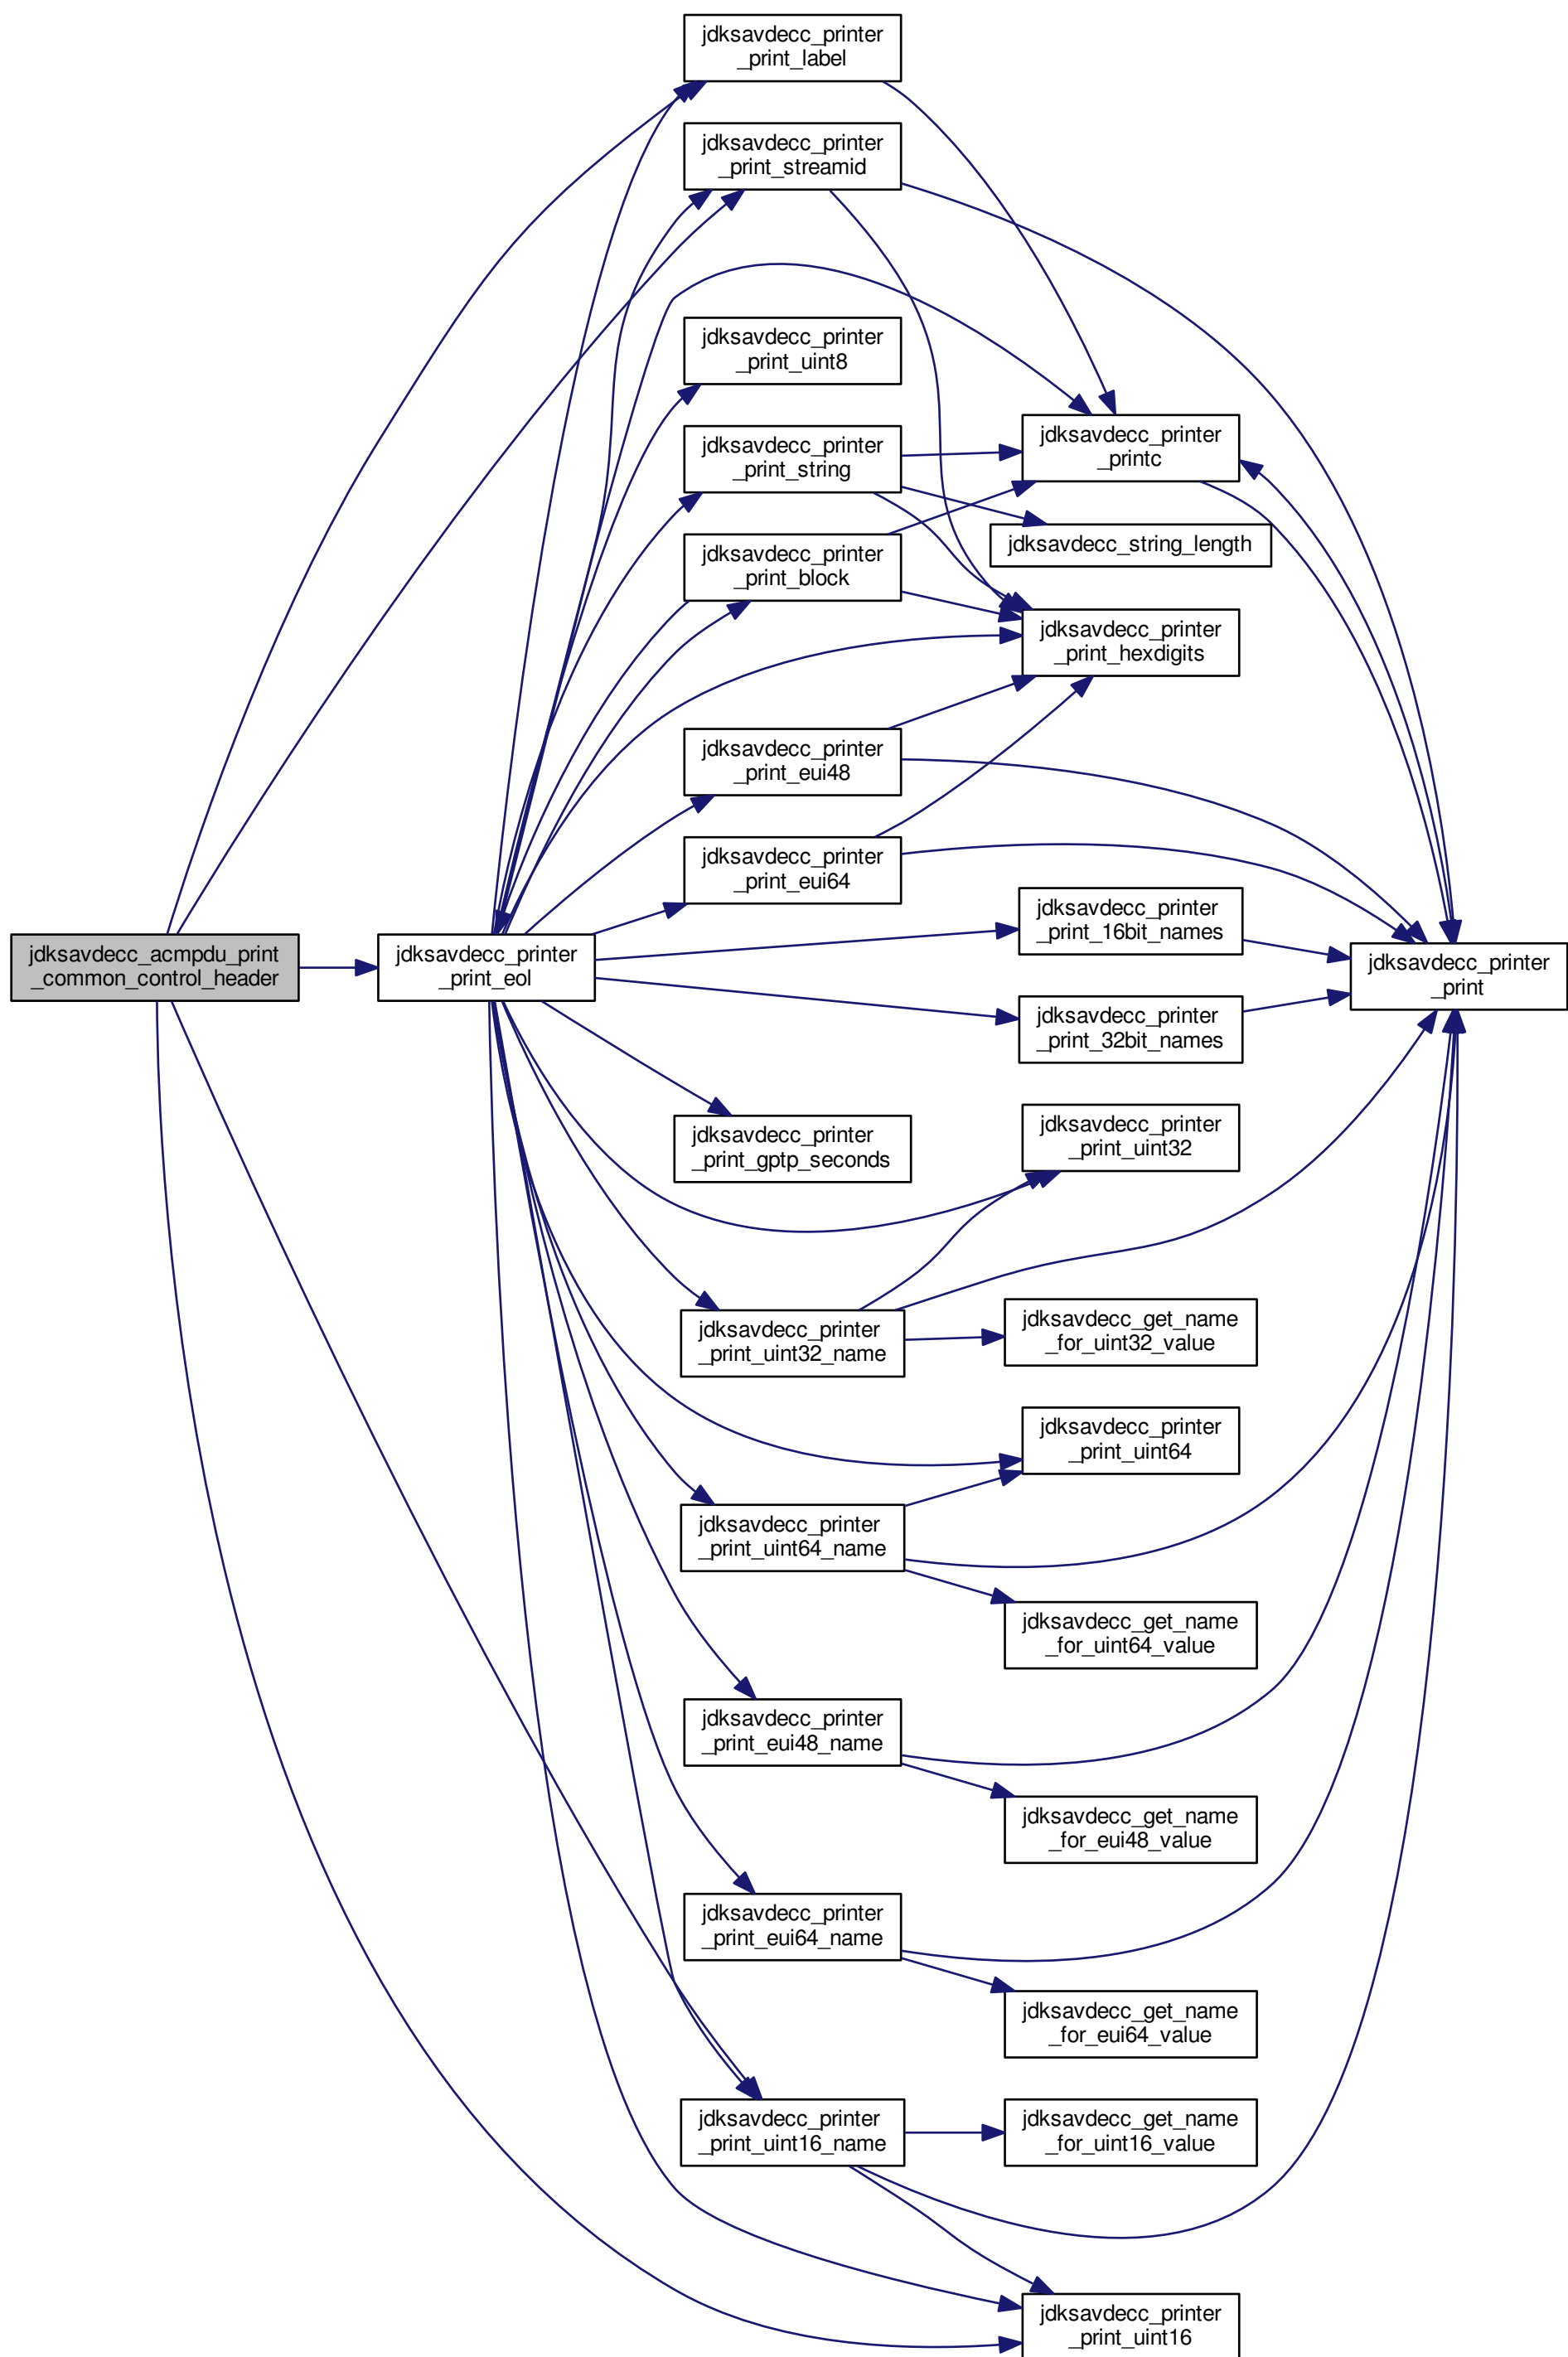 jdksavdecc_printer
_print_label
jdksavdecc_printer
_print_streamid
jdksavdecc_printer
_print_uint8
jdksavdecc_printer
_printc
jdksavdecc_printer
_print_string
jdksavdecc_string_length
jdksavdecc_printer
_print_block
jdksavdecc_printer
_print_hexdigits
jdksavdecc_printer
_print_eui48
jdksavdecc_printer
_print_eui64
jdksavdecc_printer
_print_16bit_names
jdksavdecc_acmpdu_print
_common_control_header
jdksavdecc_printer
_print_eol
jdksavdecc_printer
_print
jdksavdecc_printer
_print_32bit_names
jdksavdecc_printer
_print_gptp_seconds
jdksavdecc_printer
_print_uint32
jdksavdecc_printer
_print_uint32_name
jdksavdecc_get_name
_for_uint32_value
jdksavdecc_printer
_print_uint64
jdksavdecc_printer
_print_uint64_name
jdksavdecc_get_name
_for_uint64_value
jdksavdecc_printer
_print_eui48_name
jdksavdecc_get_name
_for_eui48_value
jdksavdecc_printer
_print_eui64_name
jdksavdecc_get_name
_for_eui64_value
jdksavdecc_printer
_print_uint16_name
jdksavdecc_get_name
_for_uint16_value
jdksavdecc_printer
_print_uint16